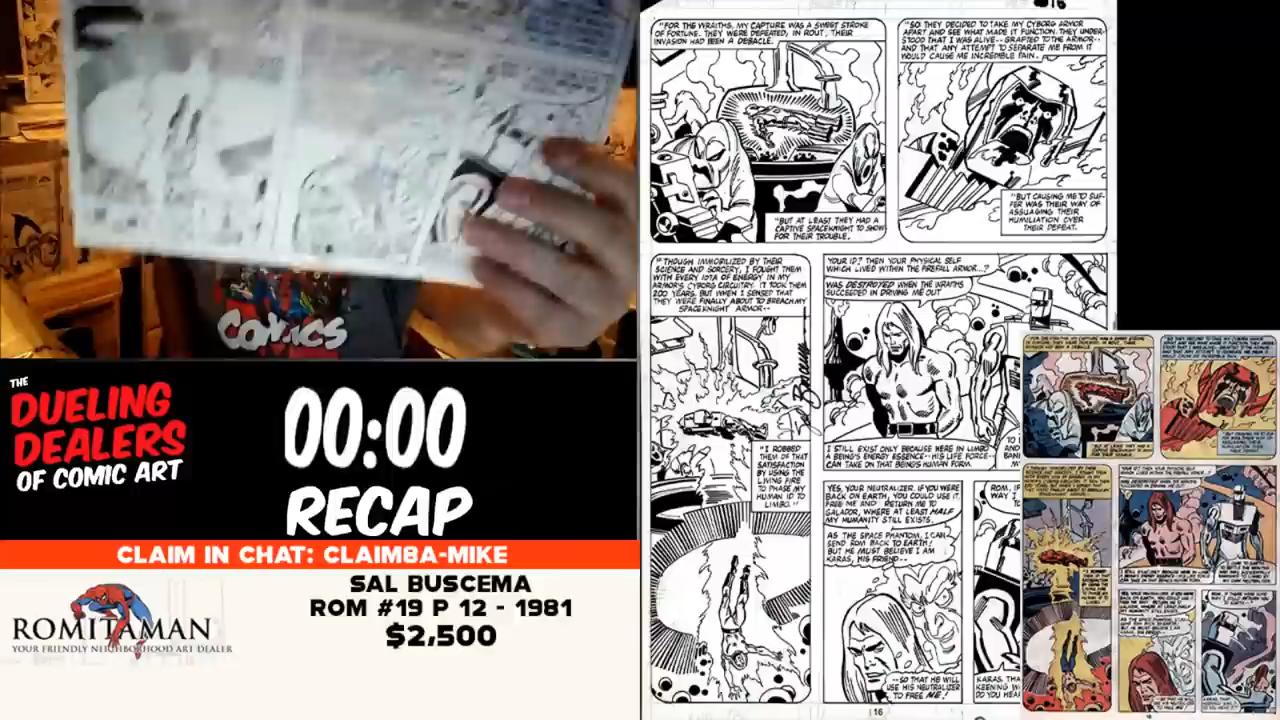 COMICS
THE
DUELING
DEALERS
OF COMIC ART
00:00
RECAP
CLAIM IN CHAT: CLAIM8A-MIKE
ROMITAMAN
YOUR FRIENDLY NEIGHBORHOOD ART DEALER
SAL BUSCEMA
ROM #19 P 12 - 1981
$2,500
"FOR THE WRAITHS, MY CAPTURE WAS A SWEET STROKE
OF FORTUNE. THEY WERE DEFEATED, IN ROUT, THEIR
INVASION HAD BEEN A DEBACLE.
"BUT AT LEAST THEY HAD A
CAPTIVE SPACEKNIGHT TO SHOW
FOR THEIR TROUBLE.
"SO THEY DECIDED TO TAKE MY CYBORG ARMOR
APART AND SEE WHAT MADE IT FUNCTION. THEY UNDER-
STOOD THAT I WAS ALIVE-- GRAFTED TO THE ARMOR--
AND THAT ANY ATTEMPT TO SEPARATE ME FROM IT
WOULD CAUSE ME INCREDIBLE PAIN.
"BUT CAUSING ME TO SUF-
FER WAS THEIR WAY OF
ASSUAGING THEIR
HUMILIATION OVER
THEIR DEFEAT.
"THOUGH IMMOBILIZED BY THEIR
SCIENCE AND SORCERY, I FOUGHT THEM
WITH EVERY IOTA OF ENERGY IN MY
ARMOR'S CYBORG CIRCUITRY. IT TOOK THEM
200 YEARS. BUT WHEN I SENSED THAT
THEY WERE FINALLY ABOUT TO BREACH MY
SPACEKNIGHT ARMOR--
"I ROBBED
THEM OF THAT
SATISFACTION
BY USING THE
LIVING FIRE
TO PHASE MY
HUMAN ID TO
LIMBO."
YOUR ID? THEN YOUR PHYSICAL SELF
WHICH LIVED WITHIN THE FIREFALL ARMOR...?
WAS DESTROYED WHEN THE WRAITHS
SUCCEEDED IN DRIVING ME OUT
I STILL EXIST ONLY BECAUSE HERE IN LIMBO
A BEING'S ENERGY ESSENCE--HIS LIFE FORCE--
CAN TAKE ON THAT BEING'S HUMAN FORM.
YES, YOUR NEUTRALIZER. IF YOU WERE
BACK ON EARTH, YOU COULD USE IT,
FREE ME AND RETURN ME TO
GALADOR, WHERE AT LEAST HALF
MY HUMANITY STILL EXISTS.
AS THE SPACE PHANTOM, I CAN
SEND ROM BACK TO EARTH!
BUT HE MUST BELIEVE I AM
KARAS, HIS FRIEND--
--SO THAT HE WILL
USE HIS NEUTRALIZER
TO FREE ME!
16